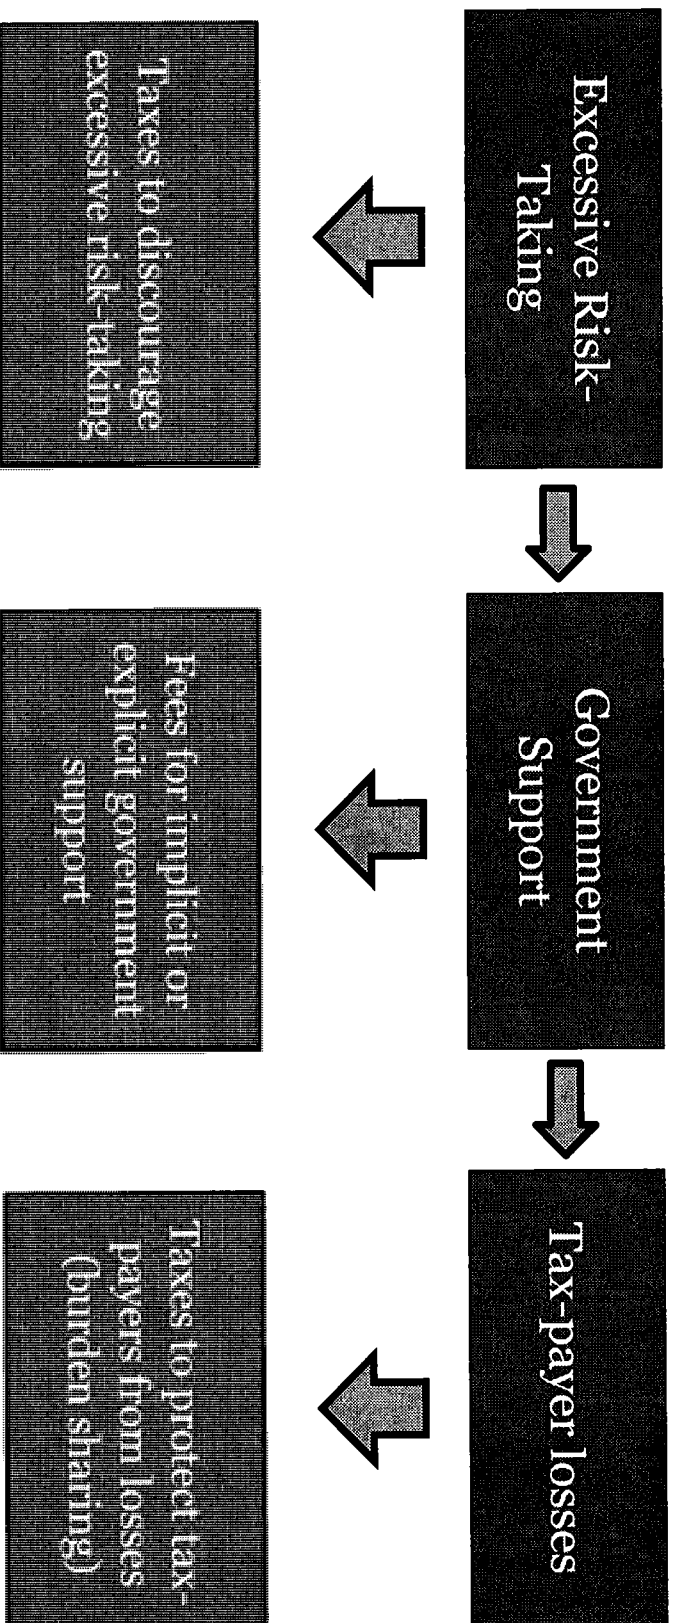 Excessive Risk-
Taking
Government
Support
Tax-payer losses
Taxes to discourage
excessive risk-taking
Fees for implicit or
explicit government
support
Taxes to protect tax-
payers from losses
(burden sharing)